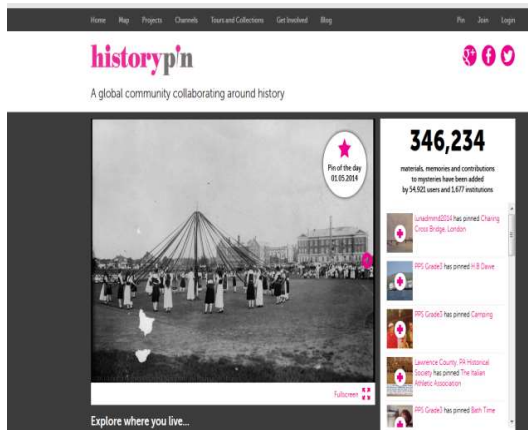 Home Map Projects Channels Tours and Collections Get Involved Blog Pin Join Login
historypin
A global community collaborating around history
Pin of the day
01.05.2014
346,234
materials, memories and contributions
to mysteries have been added
by 54,921 users and 1,677 institutions
lunadmind2014 has pinned Charing
Cross Bridge, London
PPS Grade3 has pinned H.B Dawe
PPS Grade3 has pinned Camping
Lawrence County, PA Historical
Society has pinned The Italian
Athletic Association
PPS Grade3 has pinned Bath Time
Fullscreen
Explore where you live...